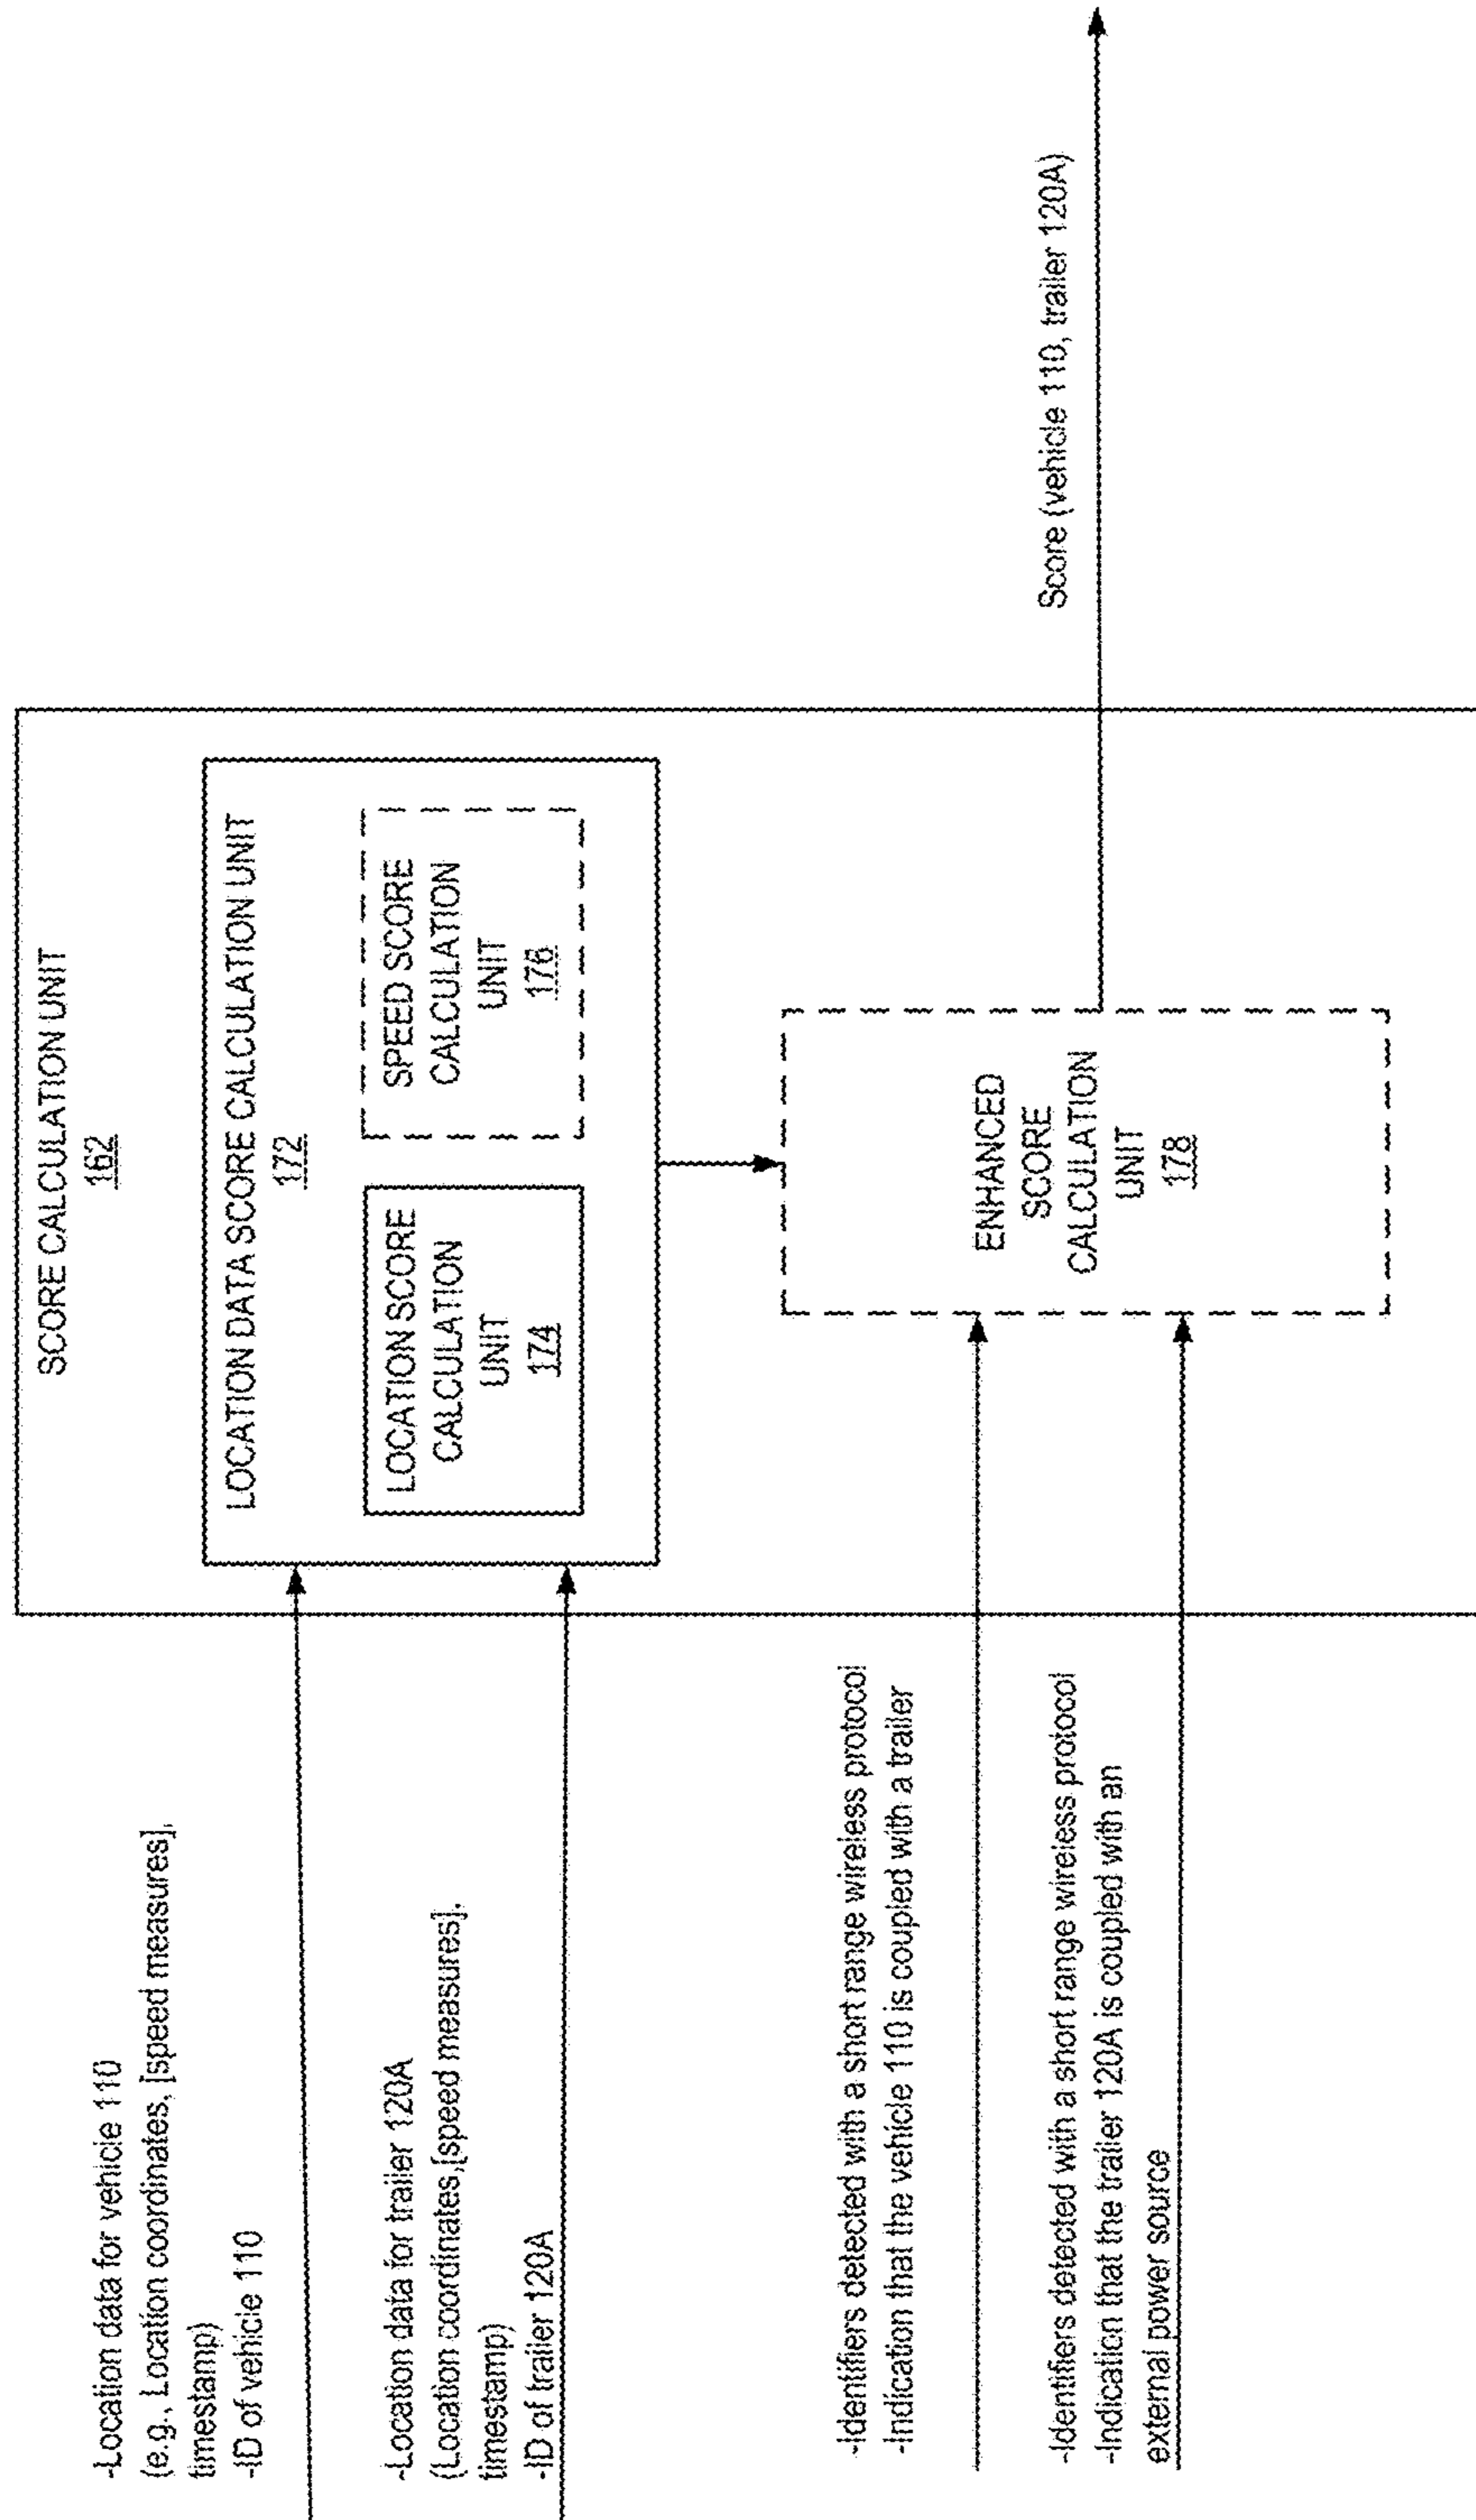 -Location data for vehicle 110
(e.g., Location coordinates, [speed measures],
timestamp)
-ID of vehicle 110
-Location data for trailer 120A
(Location coordinates,[speed measures],
timestamp)
-ID of trailer 120A
-Identifiers detected with a short range wireless protocol
-Indication that the vehicle 110 is coupled with a trailer
-Identifiers detected with a short range wireless protocol
-Indication that the trailer 120A is coupled with an
external power source
SCORE CALCULATION UNIT
162
LOCATION DATA SCORE CALCULATION UNIT
172
LOCATION SCORE
CALCULATION
UNIT
174
SPEED SCORE
CALCULATION
UNIT
176
ENHANCED
SCORE
CALCULATION
UNIT
178
Score (vehicle 110, trailer 120A)